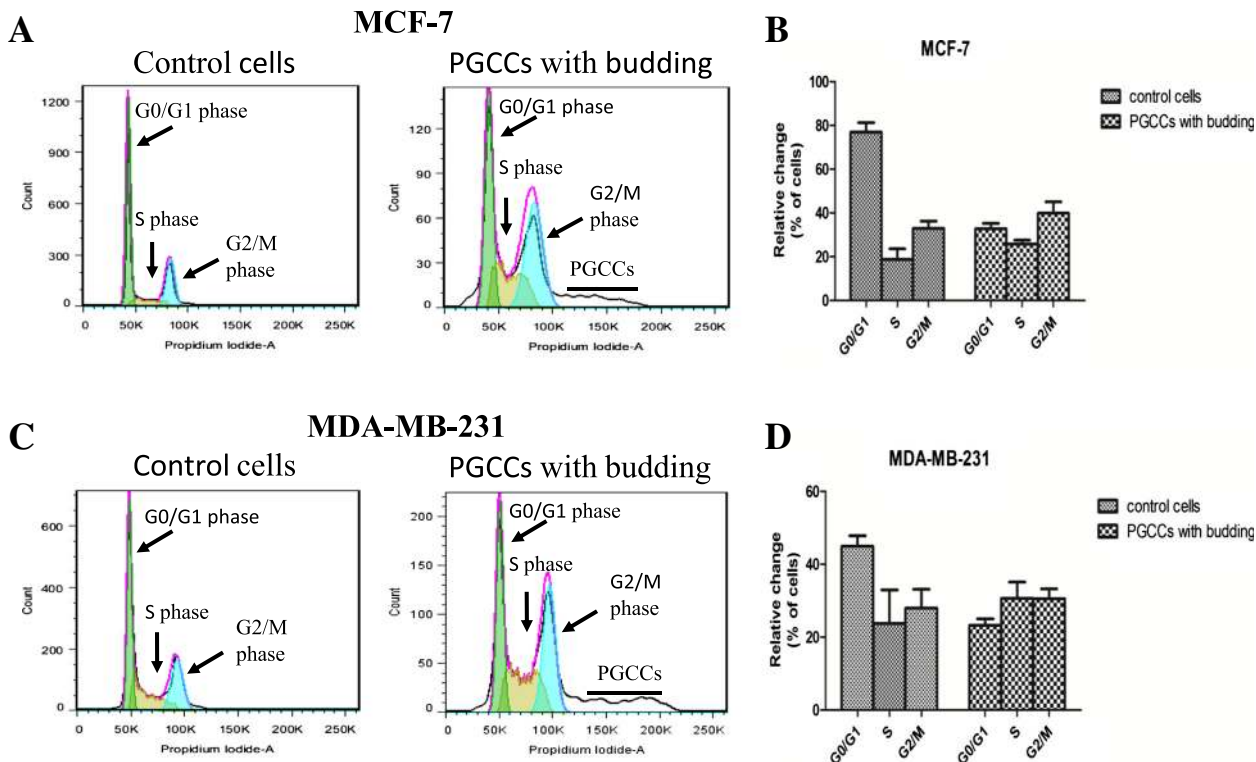 A
MCF-7
Control cells
G0/G1 phase
S phase
G2/M
phase
Count
1200
900
600
300
0
0 50K 100K 150K 200K 250K
Propidium Iodide-A
PGCCs with budding
G0/G1 phase
S phase
G2/M
phase
PGCCs
Count
120
90
60
30
0
0 50K 100K 150K 200K 250K
Propidium Iodide-A
B
MCF-7
Relative change
(% of cells)
100
80
60
40
20
0
G0/G1 S G2/M G0/G1 S G2/M
control cells
PGCCs with budding
C
MDA-MB-231
Control cells
G0/G1 phase
S phase
G2/M
phase
Count
600
400
200
0
0 50K 100K 150K 200K 250K
Propidium Iodide-A
PGCCs with budding
G0/G1 phase
S phase
G2/M
phase
PGCCs
Count
200
150
100
50
0
0 50K 100K 150K 200K 250K
Propidium Iodide-A
D
MDA-MB-231
Relative change
(% of cells)
60
40
20
0
G0/G1 S G2/M G0/G1 S G2/M
control cells
PGCCs with budding